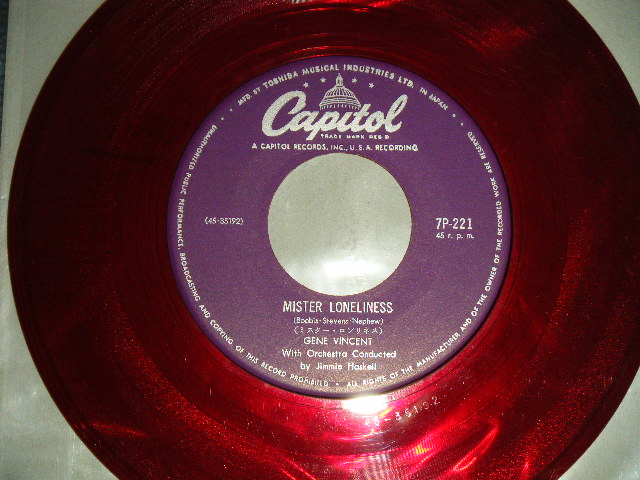 MFD. BY TOSHIBA MUSICAL INDUSTRIES LTD. IN JAPAN
Capitol
TRADE MARK REG'D
A CAPITOL RECORDS, INC., U.S.A. RECORDING
(45-35192)
7P-221
45 r. p. m.
MISTER LONELINESS
(Boobis-Stevens-Nephew)
(ミスター・ロンリネス)
GENE VINCENT
With Orchestra Conducted
by Jimmie Haskell
ALL RIGHTS OF THE MANUFACTURER AND OF THE OWNER OF THE RECORDED WORK ARE RESERVED
UNAUTHORIZED PUBLIC PERFORMANCE, BROADCASTING AND COPYING OF THIS RECORD PROHIBITED